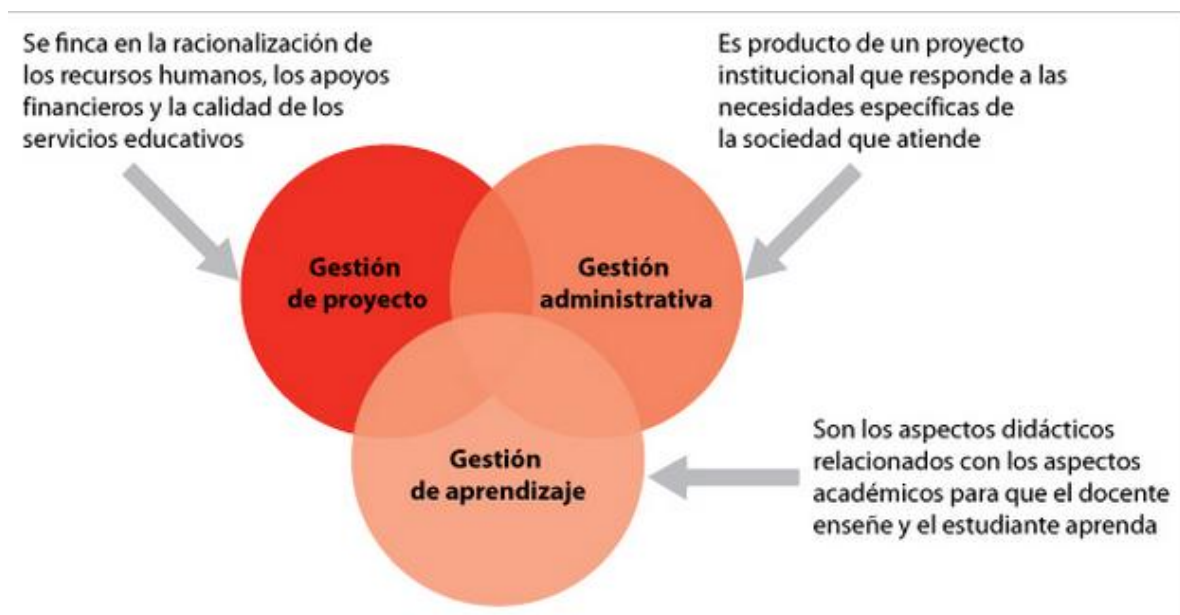 Se finca en la racionalización de
los recursos humanos, los apoyos
financieros y la calidad de los
servicios educativos
Es producto de un proyecto
institucional que responde a las
necesidades específicas de
la sociedad que atiende
Gestión
de proyecto
Gestión
administrativa
Gestión
de aprendizaje
Son los aspectos didácticos
relacionados con los aspectos
académicos para que el docente
enseñe y el estudiante aprenda